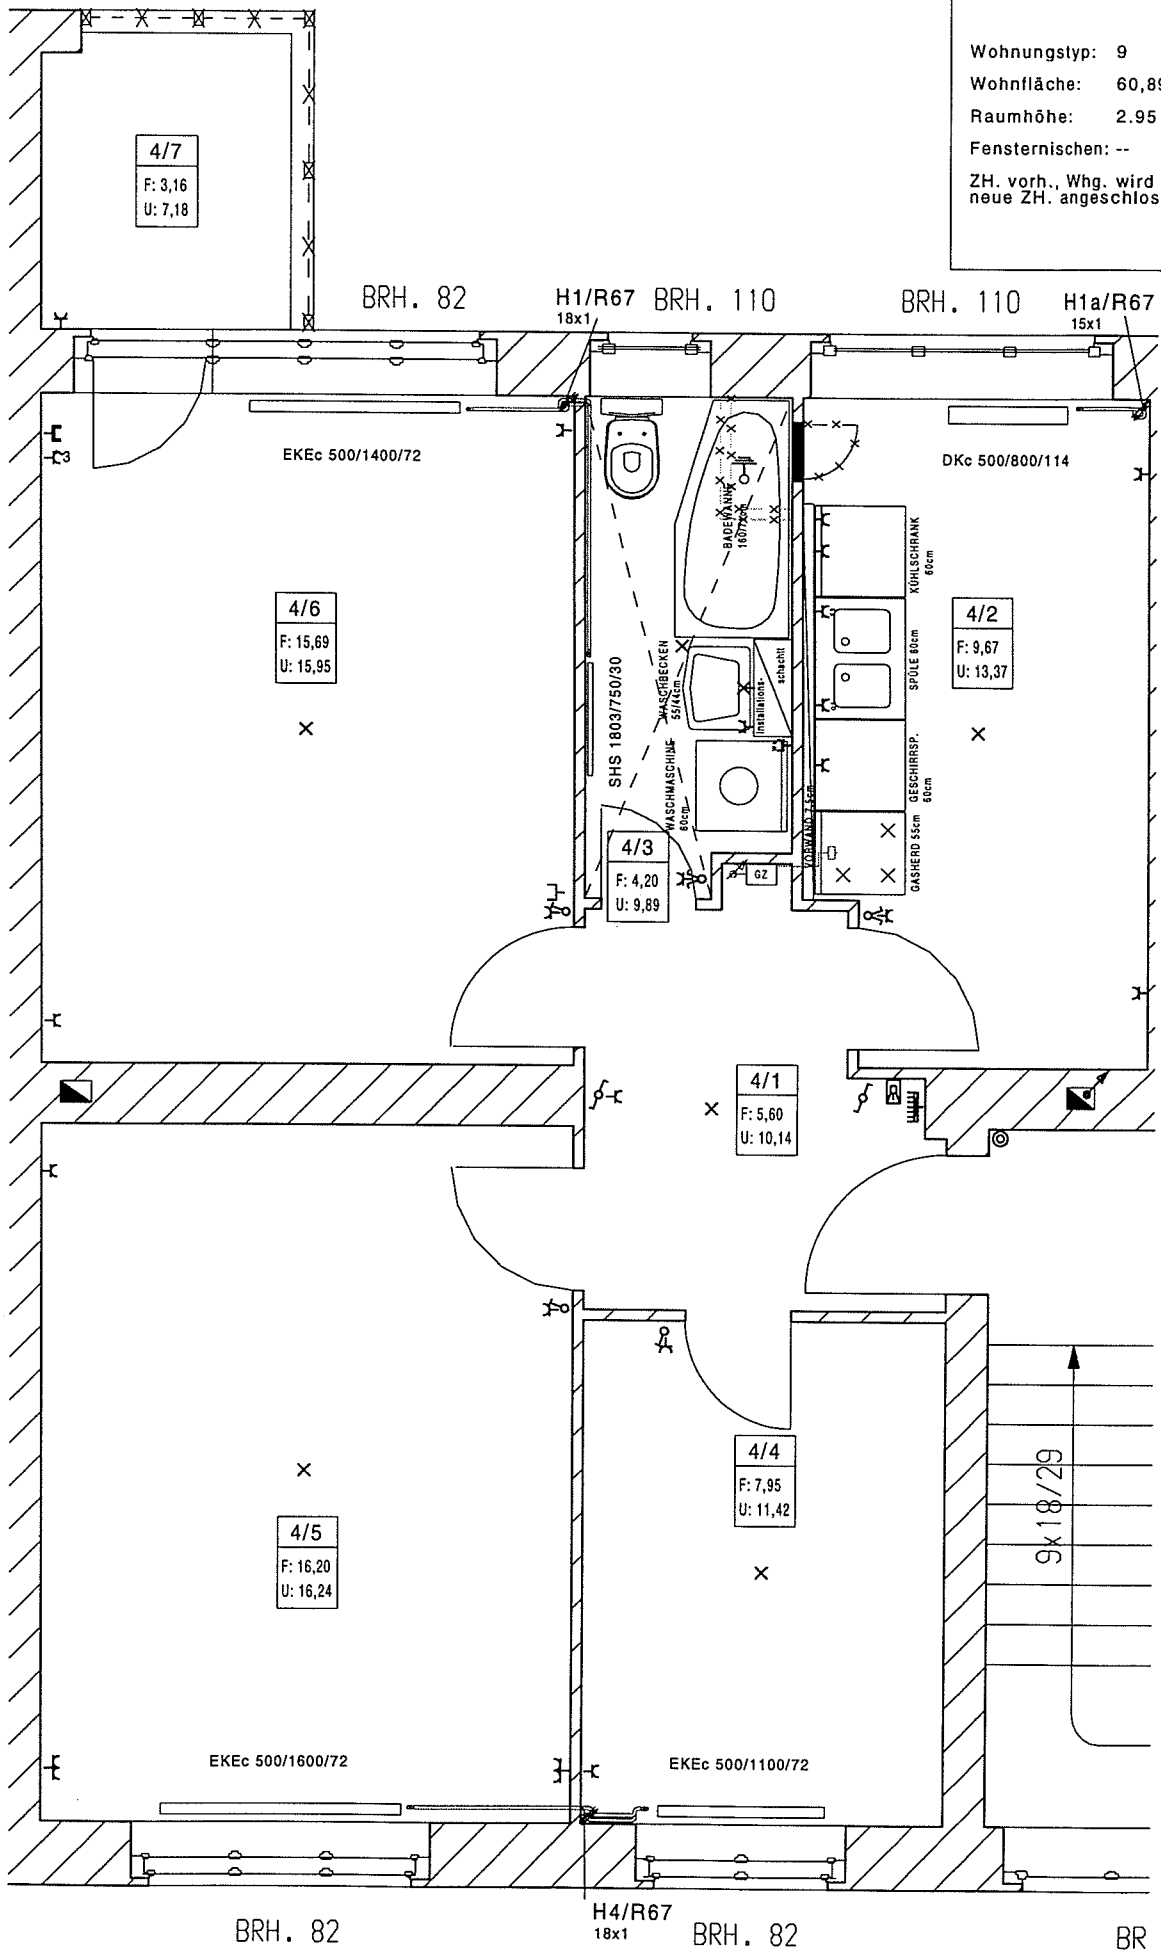 Wohnungstyp: 9
Wohnfläche: 60,89
Raumhöhe: 2.95
Fensternischen: --
ZH. vorh., Whg. wird
neue ZH. angeschlos
4/7
F: 3,16
U: 7,18
BRH. 82
H1/R67
18x1
BRH. 110
BRH. 110
H1a/R67
15x1
EKEc 500/1400/72
DKc 500/800/114
BADEWANNE
KÜHLSCHRANK
60cm
4/6
F: 15,69
U: 15,95
4/2
F: 9,67
U: 13,37
SPÜLE 80cm
WASCHBECKEN
55/44cm
Installations-
schacht
SHS 1803/750/30
WASCHMASCHINE
60cm
GESCHIRRSP.
60cm
VORWAND 7,5cm
GASHERD 55cm
4/3
F: 4,20
U: 9,89
GZ
3
4/1
F: 5,60
U: 10,14
4/4
F: 7,95
U: 11,42
9x18/29
4/5
F: 16,20
U: 16,24
EKEc 500/1600/72
EKEc 500/1100/72
BRH. 82
H4/R67
18x1
BRH. 82
BR